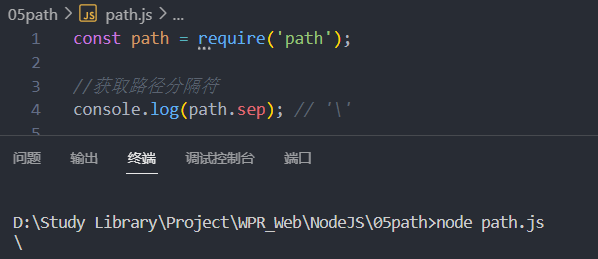 05path > JS path.js > ...
1 const path = require('path');
2
3 //获取路径分隔符
4 console.log(path.sep); // '\'
5
问题 输出 终端 调试控制台 端口
D:\Study Library\Project\WPR_Web\NodeJS\05path>node path.js
\